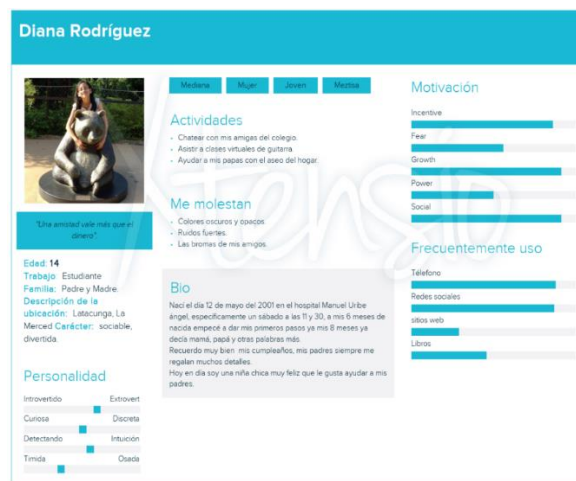 Diana Rodríguez
"Una amistad vale más que el
dinero".
Edad: 14
Trabajo: Estudiante
Familia: Padre y Madre.
Descripción de la
ubicación: Latacunga, La
Merced Carácter: sociable,
divertida.
Personalidad
Introvertido Extrovert
Curiosa Discreta
Detectando Intuición
Timida Osada
Mediana Mujer Joven Mestisa
Actividades
Chatear con mis amigas del colegio.
Asistir a clases virtuales de guitarra.
Ayudar a mis papas con el aseo del hogar.
Me molestan
Colores oscuros y opacos.
Ruidos fuertes.
Las bromas de mis amigos.
Bio
Nací el día 12 de mayo del 2001 en el hospital Manuel Uribe
ángel, específicamente un sábado a las 11 y 30, a mis 6 meses de
nacida empecé a dar mis primeros pasos ya mis 8 meses ya
decía mamá, papá y otras palabras más.
Recuerdo muy bien mis cumpleaños, mis padres siempre me
regalan muchos detalles.
Hoy en día soy una niña chica muy feliz que le gusta ayudar a mis
padres.
Motivación
Incentive
Fear
Growth
Power
Social
Frecuentemente uso
Télefono
Redes sociales
sitios web
Libros
Xtensio